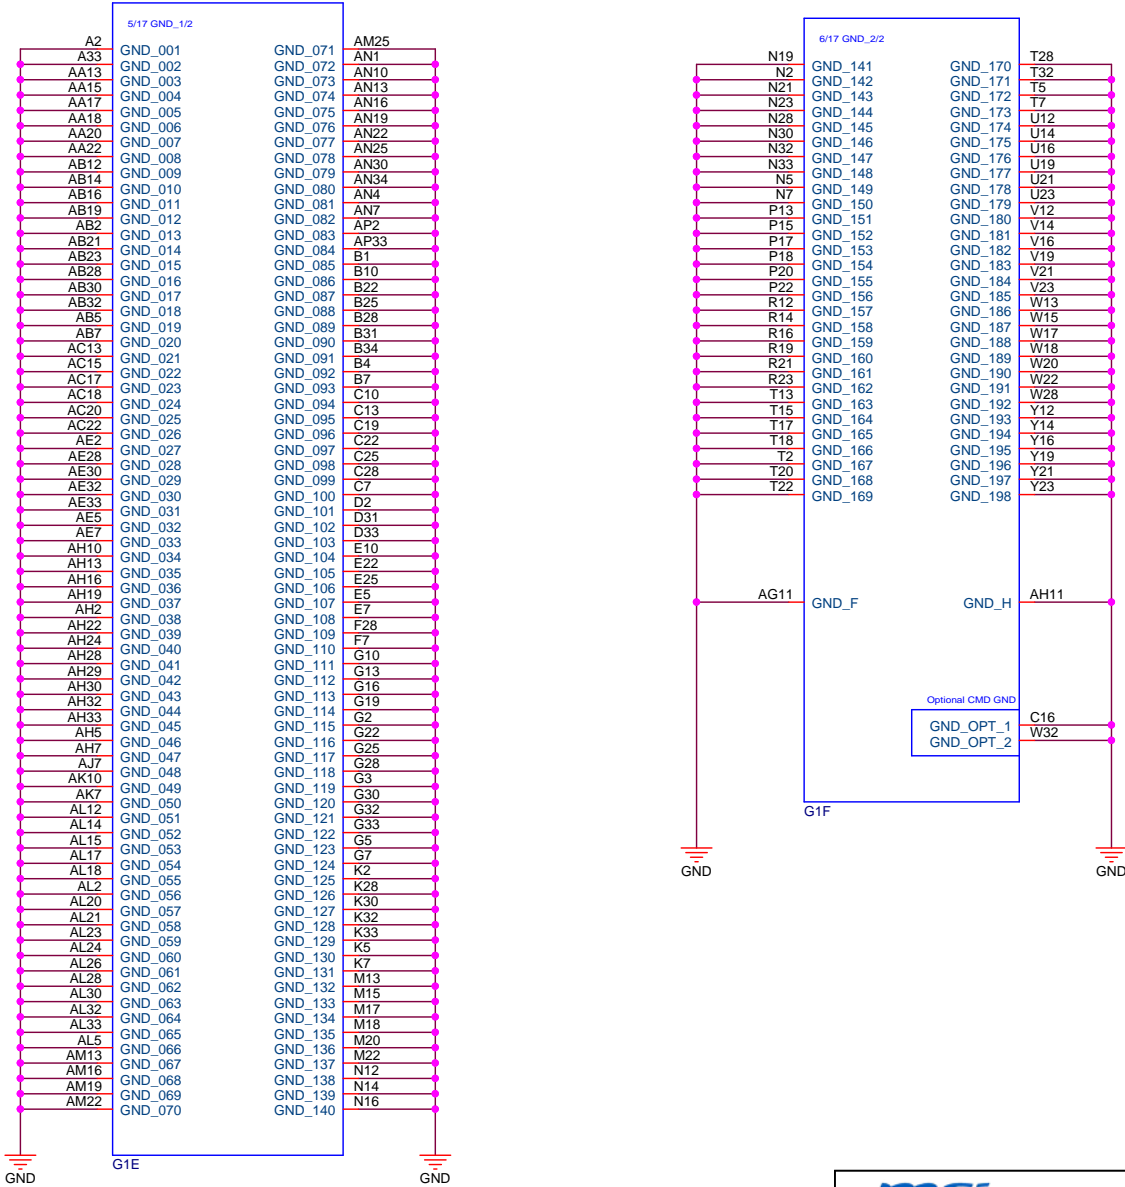 5/17 GND_1/2
A2 GND_001 GND_071 AM25
A33 GND_002 GND_072 AN1
AA13 GND_003 GND_073 AN10
AA15 GND_004 GND_074 AN13
AA17 GND_005 GND_075 AN16
AA18 GND_006 GND_076 AN19
AA20 GND_007 GND_077 AN22
AA22 GND_008 GND_078 AN25
AB12 GND_009 GND_079 AN30
AB14 GND_010 GND_080 AN34
AB16 GND_011 GND_081 AN4
AB19 GND_012 GND_082 AN7
AB2 GND_013 GND_083 AP2
AB21 GND_014 GND_084 AP33
AB23 GND_015 GND_085 B1
AB28 GND_016 GND_086 B10
AB30 GND_017 GND_087 B22
AB32 GND_018 GND_088 B25
AB5 GND_019 GND_089 B28
AB7 GND_020 GND_090 B31
AC13 GND_021 GND_091 B34
AC15 GND_022 GND_092 B4
AC17 GND_023 GND_093 B7
AC18 GND_024 GND_094 C10
AC20 GND_025 GND_095 C13
AC22 GND_026 GND_096 C19
AE2 GND_027 GND_097 C22
AE28 GND_028 GND_098 C25
AE30 GND_029 GND_099 C28
AE32 GND_030 GND_100 C7
AE33 GND_031 GND_101 D2
AE5 GND_032 GND_102 D31
AE7 GND_033 GND_103 D33
AH10 GND_034 GND_104 E10
AH13 GND_035 GND_105 E22
AH16 GND_036 GND_106 E25
AH19 GND_037 GND_107 E5
AH2 GND_038 GND_108 E7
AH22 GND_039 GND_109 F28
AH24 GND_040 GND_110 F7
AH28 GND_041 GND_111 G10
AH29 GND_042 GND_112 G13
AH30 GND_043 GND_113 G16
AH32 GND_044 GND_114 G19
AH33 GND_045 GND_115 G2
AH5 GND_046 GND_116 G22
AH7 GND_047 GND_117 G25
AJ7 GND_048 GND_118 G28
AK10 GND_049 GND_119 G3
AK7 GND_050 GND_120 G30
AL12 GND_051 GND_121 G32
AL14 GND_052 GND_122 G33
AL15 GND_053 GND_123 G5
AL17 GND_054 GND_124 G7
AL18 GND_055 GND_125 K2
AL2 GND_056 GND_126 K28
AL20 GND_057 GND_127 K30
AL21 GND_058 GND_128 K32
AL23 GND_059 GND_129 K33
AL24 GND_060 GND_130 K5
AL26 GND_061 GND_131 K7
AL28 GND_062 GND_132 M13
AL30 GND_063 GND_133 M15
AL32 GND_064 GND_134 M17
AL33 GND_065 GND_135 M18
AL5 GND_066 GND_136 M20
AM13 GND_067 GND_137 M22
AM16 GND_068 GND_138 N12
AM19 GND_069 GND_139 N14
AM22 GND_070 GND_140 N16
G1E
GND GND
6/17 GND_2/2
N19 GND_141 GND_170 T28
N2 GND_142 GND_171 T32
N21 GND_143 GND_172 T5
N23 GND_144 GND_173 T7
N28 GND_145 GND_174 U12
N30 GND_146 GND_175 U14
N32 GND_147 GND_176 U16
N33 GND_148 GND_177 U19
N5 GND_149 GND_178 U21
N7 GND_150 GND_179 U23
P13 GND_151 GND_180 V12
P15 GND_152 GND_181 V14
P17 GND_153 GND_182 V16
P18 GND_154 GND_183 V19
P20 GND_155 GND_184 V21
P22 GND_156 GND_185 V23
R12 GND_157 GND_186 W13
R14 GND_158 GND_187 W15
R16 GND_159 GND_188 W17
R19 GND_160 GND_189 W18
R21 GND_161 GND_190 W20
R23 GND_162 GND_191 W22
T13 GND_163 GND_192 W28
T15 GND_164 GND_193 Y12
T17 GND_165 GND_194 Y14
T18 GND_166 GND_195 Y16
T2 GND_167 GND_196 Y19
T20 GND_168 GND_197 Y21
T22 GND_169 GND_198 Y23
AG11 GND_F GND_H AH11
Optional CMD GND
GND_OPT_1 C16
GND_OPT_2 W32
G1F
GND GND